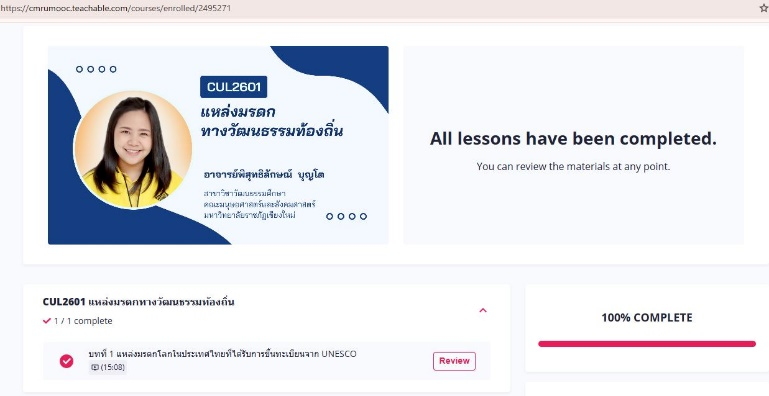 https://cmrumooc.teachable.com/courses/enrolled/2495271
CUL2601
แหล่งมรดก
ทางวัฒนธรรมท้องถิ่น
อาจารย์พิสุทธิลักษณ์ บุญโต
สาขาวิชาวัฒนธรรมศึกษา
คณะมนุษยศาสตร์และสังคมศาสตร์
มหาวิทยาลัยราชภัฏเชียงใหม่
All lessons have been completed.
You can review the materials at any point.
CUL2601 แหล่งมรดกทางวัฒนธรรมท้องถิ่น
1 / 1 complete
บทที่ 1 แหล่งมรดกโลกในประเทศไทยที่ได้รับการขึ้นทะเบียนจาก UNESCO
(15:08)
Review
100% COMPLETE